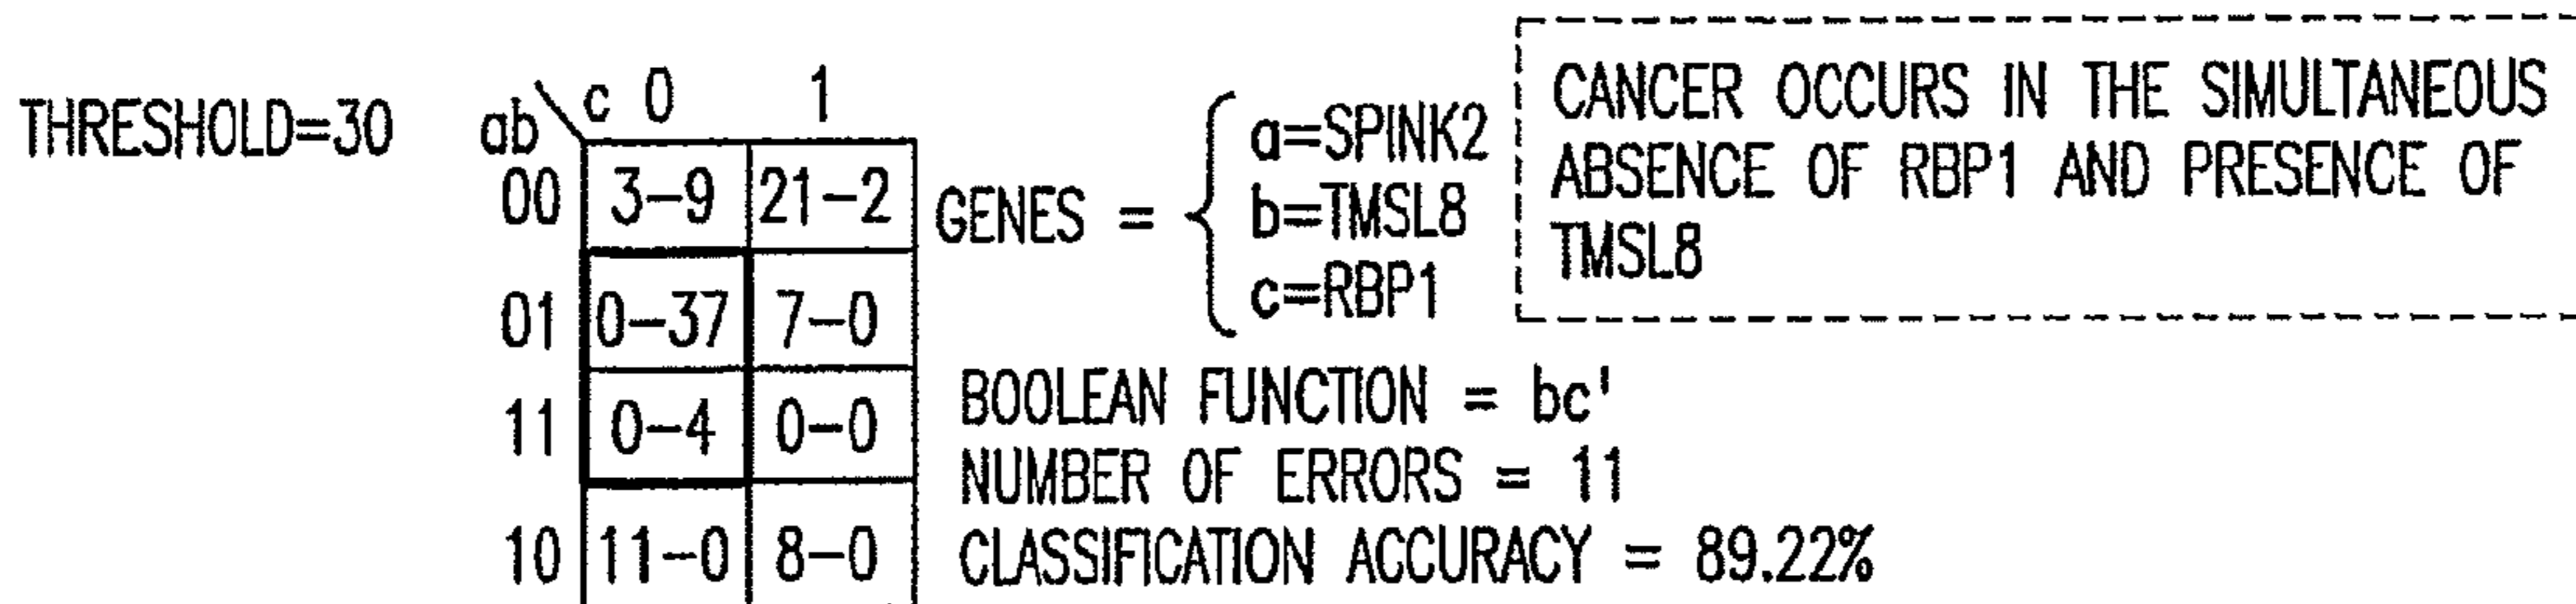 THRESHOLD=30
ab\c 0 1
00 3-9 21-2
01 0-37 7-0
11 0-4 0-0
10 11-0 8-0
GENES = { a=SPINK2
b=TMSL8
c=RBP1
CANCER OCCURS IN THE SIMULTANEOUS
ABSENCE OF RBP1 AND PRESENCE OF
TMSL8
BOOLEAN FUNCTION = bc'
NUMBER OF ERRORS = 11
CLASSIFICATION ACCURACY = 89.22%